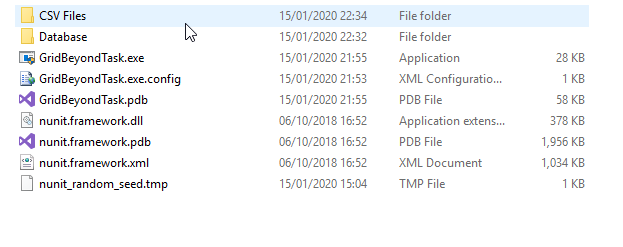 CSV Files 15/01/2020 22:34 File folder
Database 15/01/2020 22:32 File folder
GridBeyondTask.exe 15/01/2020 21:55 Application 28 KB
GridBeyondTask.exe.config 15/01/2020 21:53 XML Configuratio... 1 KB
GridBeyondTask.pdb 15/01/2020 21:55 PDB File 58 KB
nunit.framework.dll 06/10/2018 16:52 Application extens... 378 KB
nunit.framework.pdb 06/10/2018 16:52 PDB File 1,956 KB
nunit.framework.xml 06/10/2018 16:52 XML Document 1,034 KB
nunit_random_seed.tmp 15/01/2020 15:04 TMP File 1 KB